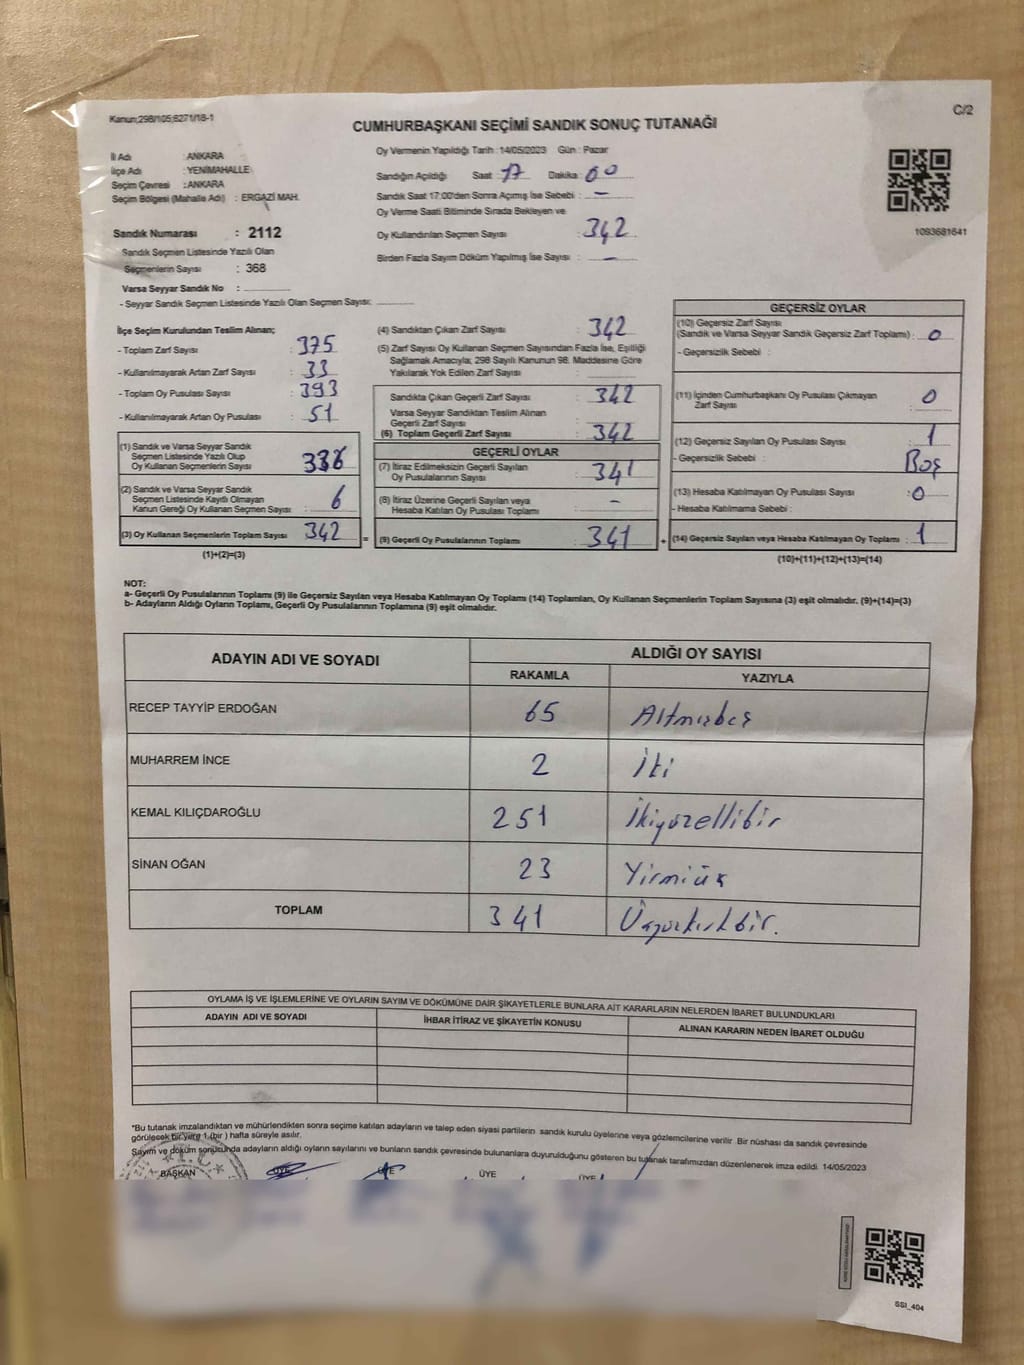 Kanun;298/105;6271/18-1
C/2
CUMHURBAŞKANI SEÇİMİ SANDIK SONUÇ TUTANAĞI
İl Adı : ANKARA
İlçe Adı : YENİMAHALLE
Seçim Çevresi : ANKARA
Seçim Bölgesi (Mahalle Adı) : ERGAZİ MAH.
Sandık Numarası : 2112
Sandık Seçmen Listesinde Yazılı Olan
Seçmenlerin Sayısı : 368
Varsa Seyyar Sandık No :
- Seyyar Sandık Seçmen Listesinde Yazılı Olan Seçmen Sayısı:
Oy Vermenin Yapıldığı Tarih : 14/05/2023 Gün : Pazar
Sandığın Açıldığı Saat : 17 Dakika : 00
Sandık Saat 17:00'den Sonra Açımış İse Sebebi : -
Oy Verme Saati Bitiminde Sırada Bekleyen ve
Oy Kullandırılan Seçmen Sayısı : 342
Birden Fazla Sayım Döküm Yapılmış İse Sayısı : -
1093681641
İlçe Seçim Kurulundan Teslim Alınan;
- Toplam Zarf Sayısı : 375
- Kullanılmayarak Artan Zarf Sayısı : 33
- Toplam Oy Pusulası Sayısı : 393
- Kullanılmayarak Artan Oy Pusulası : 51
(1) Sandık ve Varsa Seyyar Sandık
Seçmen Listesinde Yazılı Olup
Oy Kullanan Seçmenlerin Sayısı : 336
(2) Sandık ve Varsa Seyyar Sandık
Seçmen Listesinde Kayıtlı Olmayan
Kanun Gereği Oy Kullanan Seçmen Sayısı : 6
(3) Oy Kullanan Seçmenlerin Toplam Sayısı : 342 =
(1)+(2)=(3)
(4) Sandıktan Çıkan Zarf Sayısı : 342
(5) Zarf Sayısı Oy Kullanan Seçmen Sayısından Fazla İse, Eşitliği
Sağlamak Amacıyla; 298 Sayılı Kanunun 98. Maddesine Göre
Yakılarak Yok Edilen Zarf Sayısı :
Sandıkta Çıkan Geçerli Zarf Sayısı : 342
Varsa Seyyar Sandıktan Teslim Alınan
Geçerli Zarf Sayısı :
(6) Toplam Geçerli Zarf Sayısı : 342
GEÇERLİ OYLAR
(7) İtiraz Edilmeksizin Geçerli Sayılan
Oy Pusulalarının Sayısı : 341
(8) İtiraz Üzerine Geçerli Sayılan veya
Hesaba Katılan Oy Pusulası Toplamı : -
(9) Geçerli Oy Pusulalarının Toplamı : 341 +
GEÇERSİZ OYLAR
(10) Geçersiz Zarf Sayısı
(Sandık ve Varsa Seyyar Sandık Geçersiz Zarf Toplamı) : 0
- Geçersizlik Sebebi :
(11) İçinden Cumhurbaşkanı Oy Pusulası Çıkmayan
Zarf Sayısı : 0
(12) Geçersiz Sayılan Oy Pusulası Sayısı : 1
- Geçersizlik Sebebi : Boş
(13) Hesaba Katılmayan Oy Pusulası Sayısı : 0
- Hesaba Katılmama Sebebi :
(14) Geçersiz Sayılan veya Hesaba Katılmayan Oy Toplamı : 1
(10)+(11)+(12)+(13)=(14)
NOT:
a- Geçerli Oy Pusulalarının Toplamı (9) ile Geçersiz Sayılan veya Hesaba Katılmayan Oy Toplamı (14) Toplamları, Oy Kullanan Seçmenlerin Toplam Sayısına (3) eşit olmalıdır. (9)+(14)=(3)
b- Adayların Aldığı Oyların Toplamı, Geçerli Oy Pusulalarının Toplamına (9) eşit olmalıdır.
ADAYIN ADI VE SOYADI ALDIĞI OY SAYISI
RAKAMLA YAZIYLA
RECEP TAYYİP ERDOĞAN 65 Altmışbeş
MUHARREM İNCE 2 İki
KEMAL KILIÇDAROĞLU 251 İkiyüzellibir
SİNAN OĞAN 23 Yirmiüç
TOPLAM 341 Üçyüzkırkbir.
OYLAMA İŞ VE İŞLEMLERİNE VE OYLARIN SAYIM VE DÖKÜMÜNE DAİR ŞİKAYETLERLE BUNLARA AİT KARARLARIN NELERDEN İBARET BULUNDUKLARI
ADAYIN ADI VE SOYADI İHBAR İTİRAZ VE ŞİKAYETİN KONUSU ALINAN KARARIN NEDEN İBARET OLDUĞU
*Bu tutanak imzalandıktan ve mühürlendikten sonra seçime katılan adayların ve talep eden siyasi partilerin sandık kurulu üyelerine veya gözlemcilerine verilir. Bir nüshası da sandık çevresinde
görülecek bir yere 1 (bir) hafta süreyle asılır.
Sayım ve döküm sonucunda adayların aldığı oyların sayılarını ve bunların sandık çevresinde bulunanlara duyurulduğunu gösteren bu tutanak tarafımızdan düzenlenerek imza edildi. 14/05/2023
BAŞKAN ÜYE ÜYE ÜYE ÜYE
SSI_404